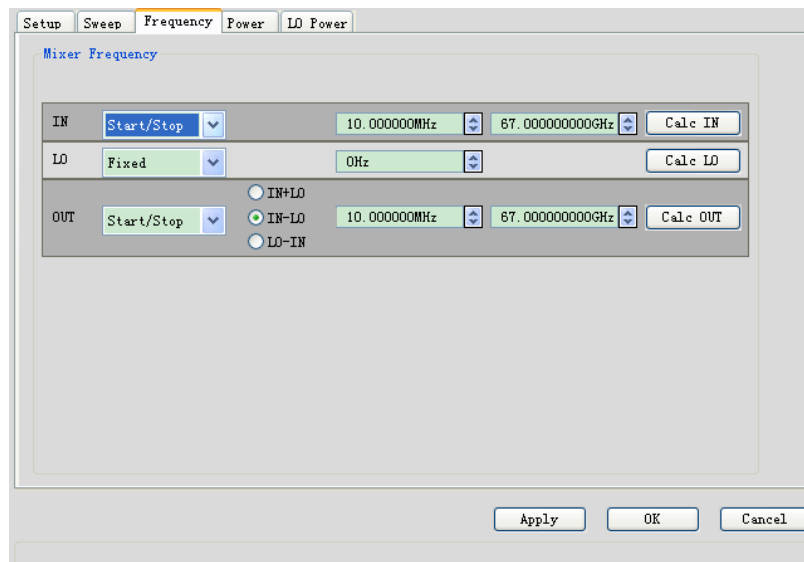 Setup Sweep Frequency Power LO Power
Mixer Frequency
IN Start/Stop 10.000000MHz 67.000000000GHz Calc IN
LO Fixed 0Hz Calc LO
IN+LO
OUT Start/Stop IN-LO 10.000000MHz 67.000000000GHz Calc OUT
LO-IN
Apply OK Cancel